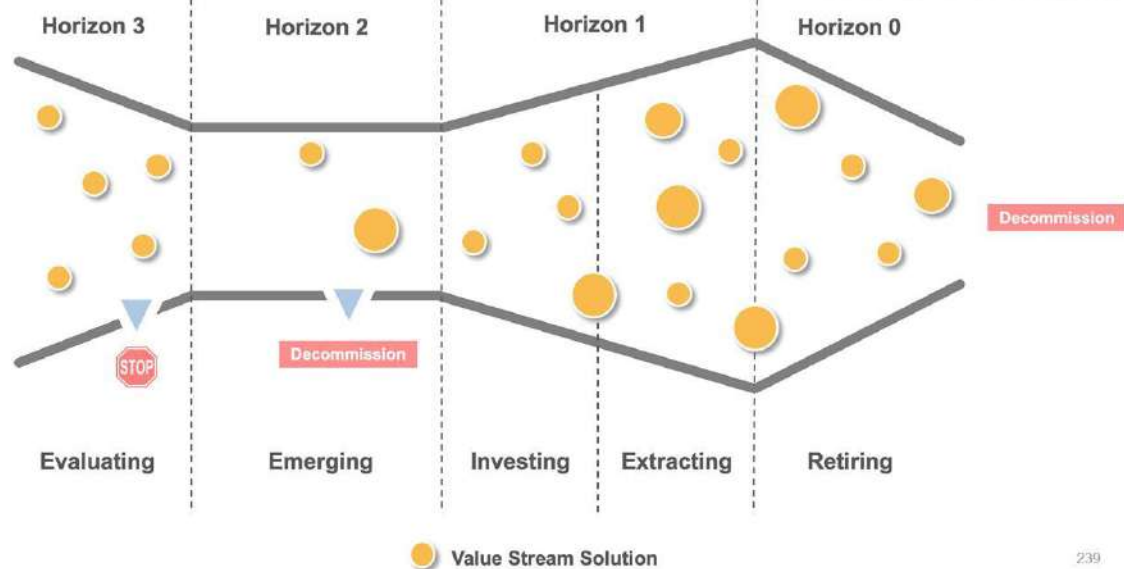 Horizon 3
Horizon 2
Horizon 1
Horizon 0
Decommission
STOP
Decommission
Evaluating
Emerging
Investing
Extracting
Retiring
Value Stream Solution
239